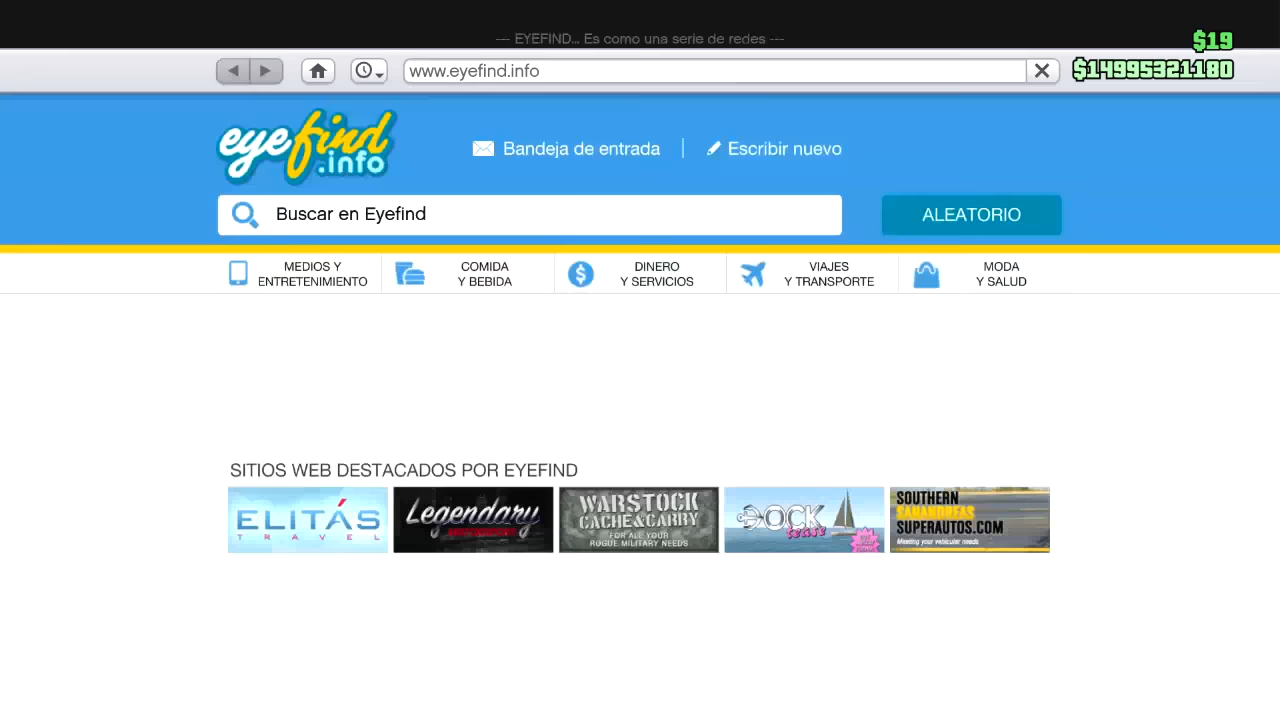 --- EYEFIND... Es como una serie de redes ---
$19
www.eyefind.info
$14995321180
eyefind
.info
Bandeja de entrada
Escribir nuevo
Buscar en Eyefind
ALEATORIO
MEDIOS Y
ENTRETENIMIENTO
COMIDA
Y BEBIDA
DINERO
Y SERVICIOS
VIAJES
Y TRANSPORTE
MODA
Y SALUD
SITIOS WEB DESTACADOS POR EYEFIND
ELITÁS
TRAVEL
Legendary
WARSTOCK
CACHE&CARRY
FOR ALL YOUR
ROGUE MILITARY NEEDS
DOCK
tease
SOUTHERN
SANANDREAS
SUPERAUTOS.COM
Meeting your vehicular needs